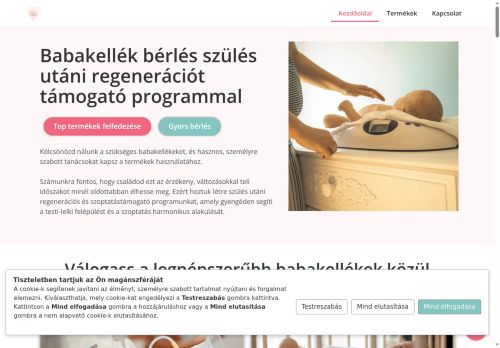 Kezdőoldal Termékek Kapcsolat
Babakellék bérlés szülés
utáni regenerációt
támogató programmal
Top termékek felfedezése Gyors bérlés
Kölcsönözd nálunk a szükséges babakellékeket, és hasznos, személyre
szabott tanácsokat kapsz a termékek használatához.
Számunkra fontos, hogy családod ezt az érzékeny, változásokkal teli
időszakot minél oldottabban élhesse meg. Ezért hoztuk létre szülés utáni
regenerációs és szoptatástámogató programunkat, amely gyengéden segíti
a testi-lelki felépülést és a szoptatás harmonikus alakulását.
Válogass a legnépszerűbb babakellékek közül
Tiszteletben tartjuk az Ön magánszféráját
A cookie-k segítenek javítani az élményt, személyre szabott tartalmat nyújtani és forgalmat
elemezni. Kiválaszthatja, mely cookie-kat engedélyezi a Testreszabás gombra kattintva.
Kattintson a Mind elfogadása gombra a hozzájáruláshoz vagy a Mind elutasítása
gombra a nem alapvető cookie-k elutasításához.
Testreszabás Mind elutasítása Mind elfogadása